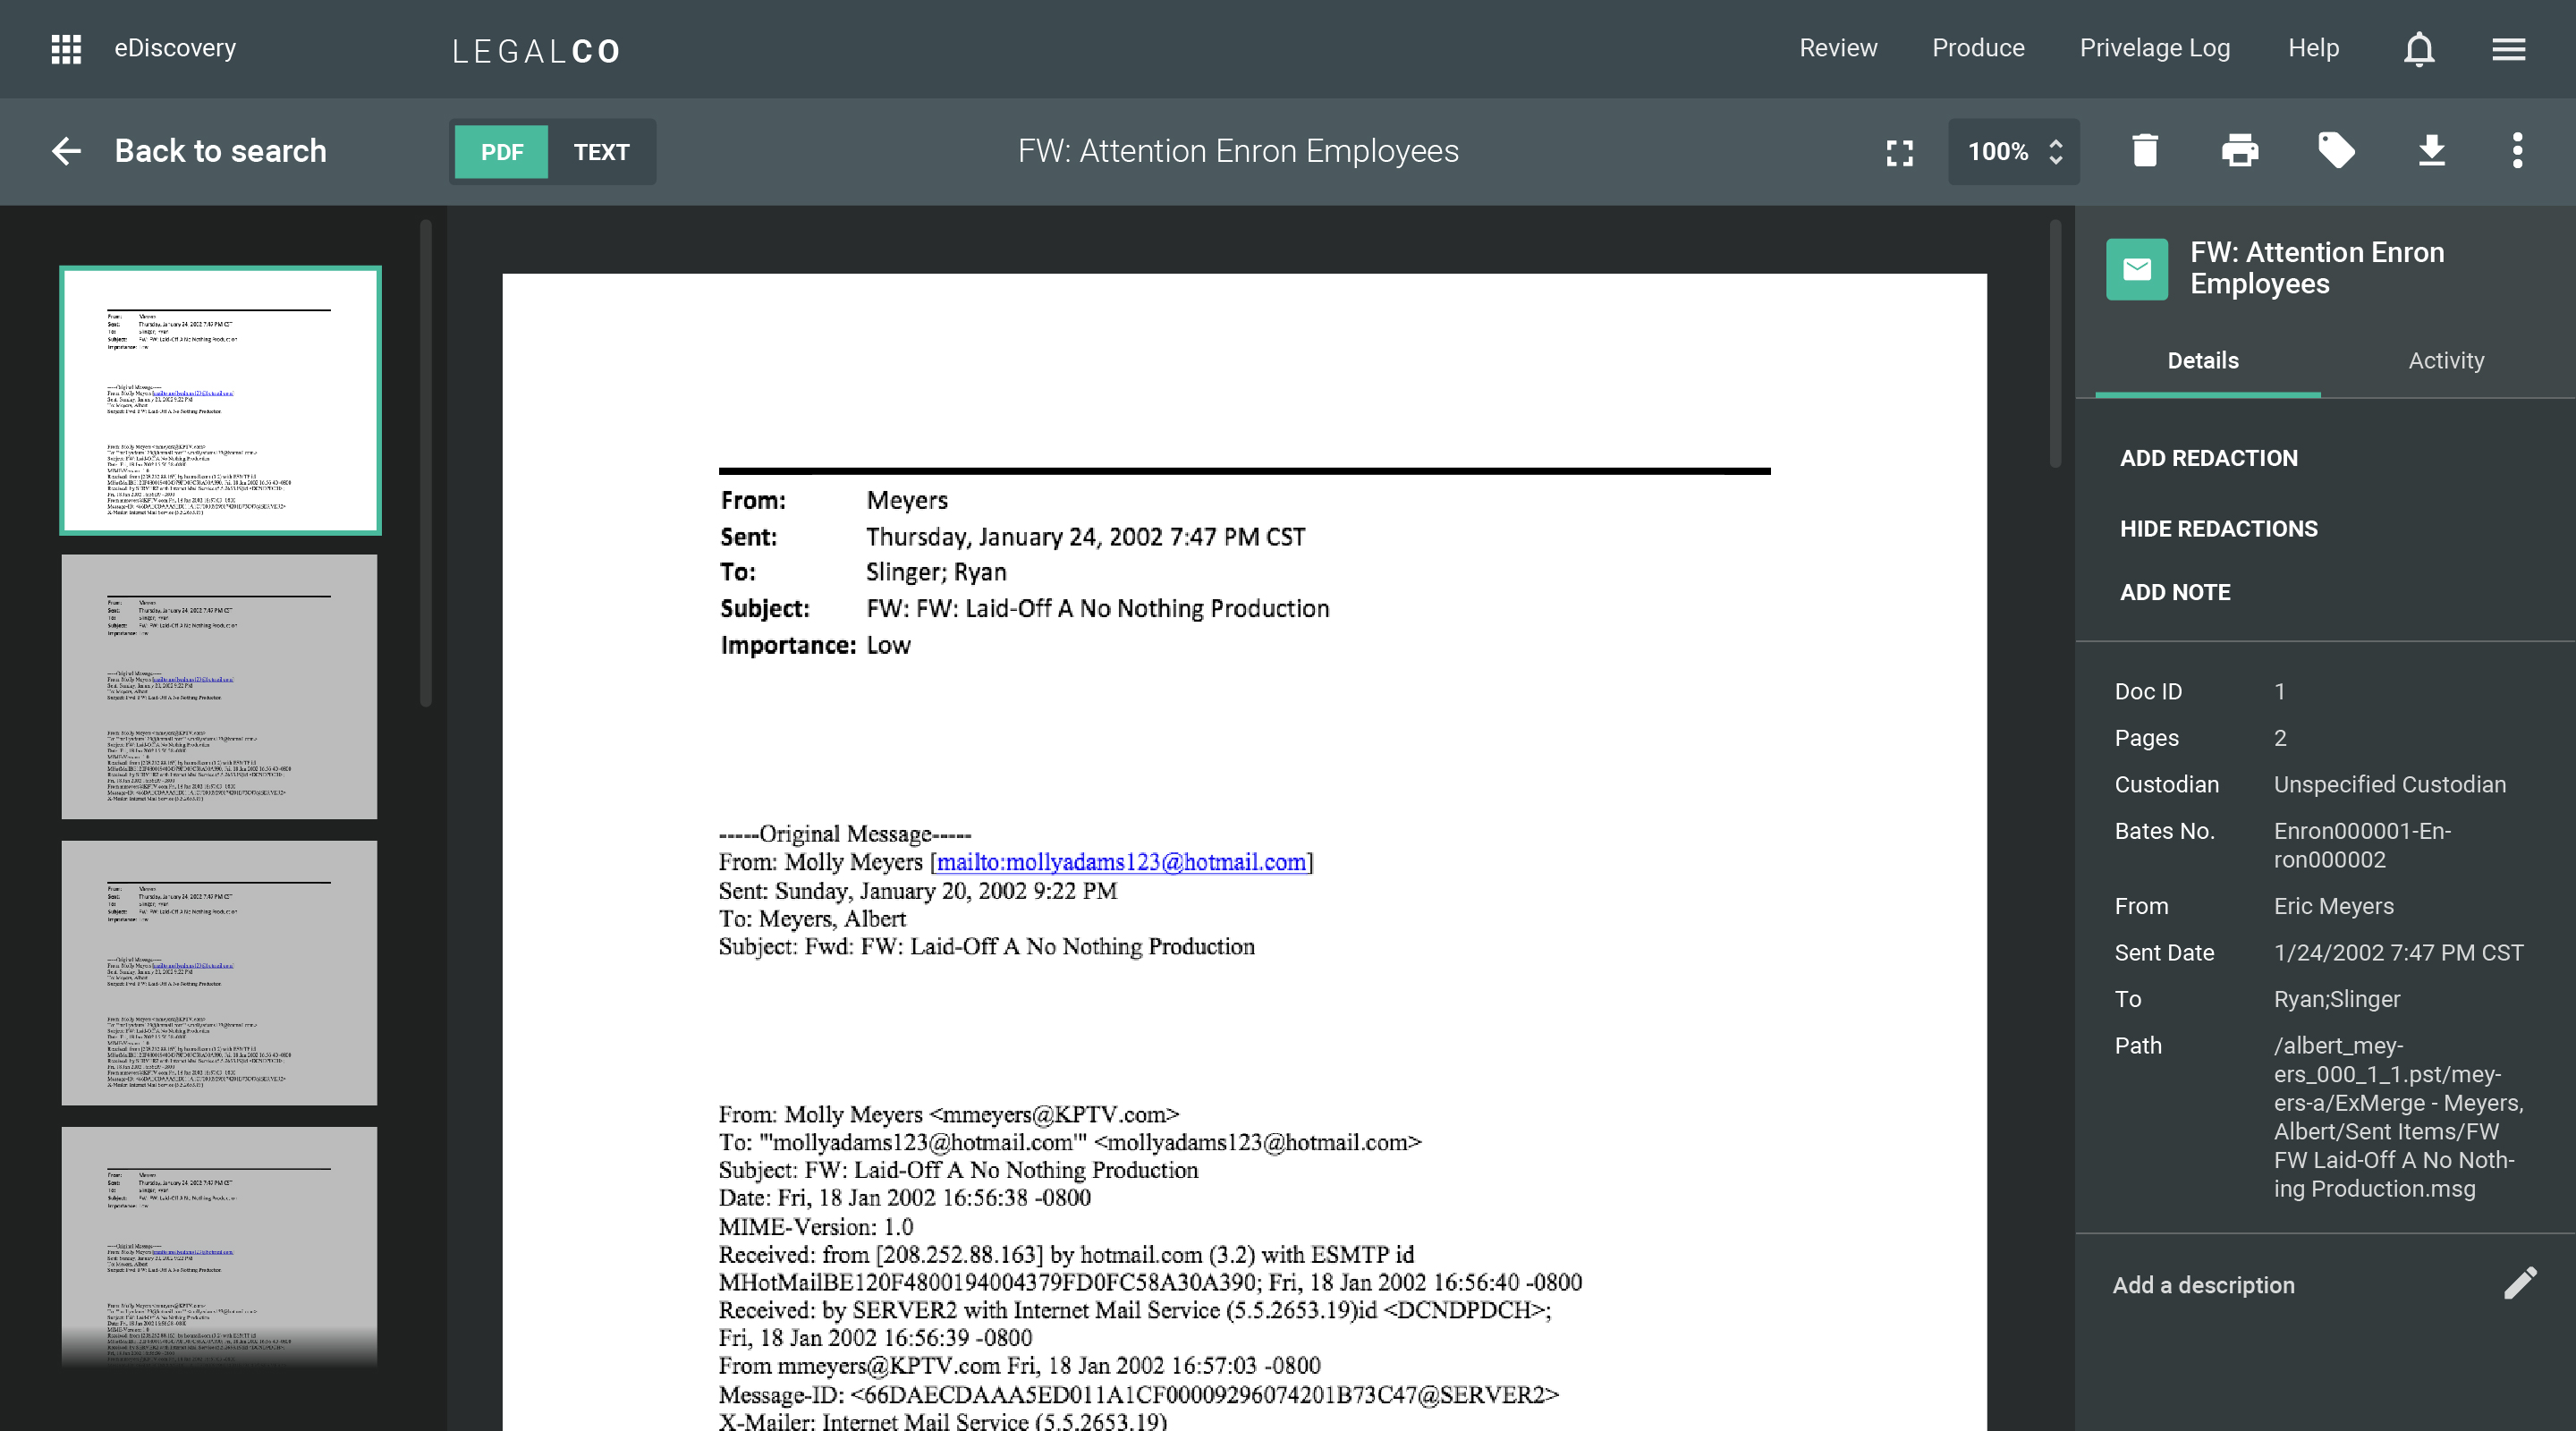 eDiscovery
LEGALCO
Review Produce Privelage Log Help
Back to search
PDF TEXT
FW: Attention Enron Employees
100%
From: Meyers
Sent: Thursday, January 24, 2002 7:47 PM CST
To: Slinger; Ryan
Subject: FW: FW: Laid-Off A No Nothing Production
Importance: Low
-----Original Message-----
From: Molly Meyers [mailto:mollyadams123@hotmail.com]
Sent: Sunday, January 20, 2002 9:22 PM
To: Meyers, Albert
Subject: Fwd: FW: Laid-Off A No Nothing Production
From: Molly Meyers <mmeyers@KPTV.com>
To: "'mollyadams123@hotmail.com'" <mollyadams123@hotmail.com>
Subject: FW: Laid-Off A No Nothing Production
Date: Fri, 18 Jan 2002 16:56:38 -0800
MIME-Version: 1.0
Received: from [208.252.88.163] by hotmail.com (3.2) with ESMTP id
MHotMailBE120F4800194004379FD0FC58A30A390; Fri, 18 Jan 2002 16:56:40 -0800
Received: by SERVER2 with Internet Mail Service (5.5.2653.19)id <DCNDPDCH>;
Fri, 18 Jan 2002 16:56:39 -0800
From mmeyers@KPTV.com Fri, 18 Jan 2002 16:57:03 -0800
Message-ID: <66DAECDAAA5ED011A1CF00009296074201B73C47@SERVER2>
X-Mailer: Internet Mail Service (5.5.2653.19)
FW: Attention Enron
Employees
Details Activity
ADD REDACTION
HIDE REDACTIONS
ADD NOTE
Doc ID 1
Pages 2
Custodian Unspecified Custodian
Bates No. Enron000001-En-
ron000002
From Eric Meyers
Sent Date 1/24/2002 7:47 PM CST
To Ryan;Slinger
Path /albert_mey-
ers_000_1_1.pst/mey-
ers-a/ExMerge - Meyers,
Albert/Sent Items/FW
FW Laid-Off A No Noth-
ing Production.msg
Add a description